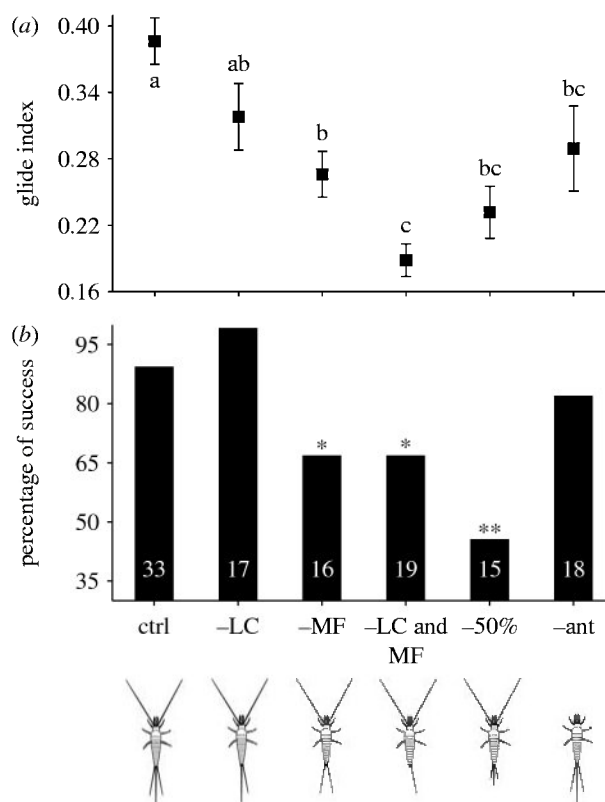 (a)
glide index
0.40
0.34
0.28
0.22
0.16
a
ab
b
c
bc
bc
(b)
percentage of success
95
80
65
50
35
* * **
33 17 16 19 15 18
ctrl –LC –MF –LC and –50% –ant
MF